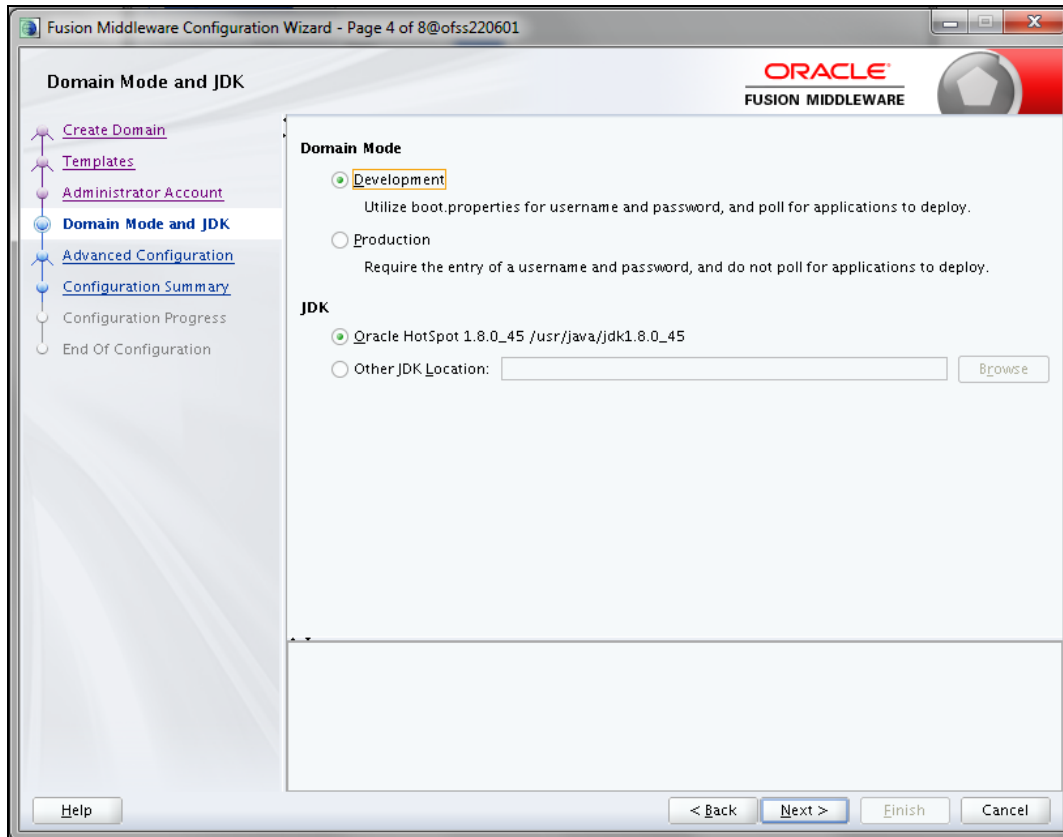 Fusion Middleware Configuration Wizard - Page 4 of 8@ofss220601
Domain Mode and JDK
ORACLE
FUSION MIDDLEWARE
Create Domain
Templates
Administrator Account
Domain Mode and JDK
Advanced Configuration
Configuration Summary
Configuration Progress
End Of Configuration
Domain Mode
Development
Utilize boot.properties for username and password, and poll for applications to deploy.
Production
Require the entry of a username and password, and do not poll for applications to deploy.
JDK
Oracle HotSpot 1.8.0_45 /usr/java/jdk1.8.0_45
Other JDK Location:
Browse
Help
< Back
Next >
Finish
Cancel